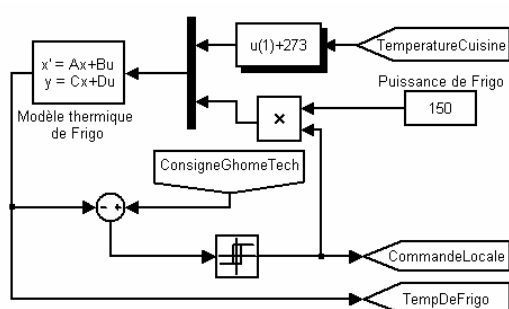 x' = Ax+Bu
y = Cx+Du
Modèle thermique
de Frigo
u(1)+273
TemperatureCuisine
Puissance de Frigo
150
×
ConsigneGhomeTech
- +
CommandeLocale
TempDeFrigo